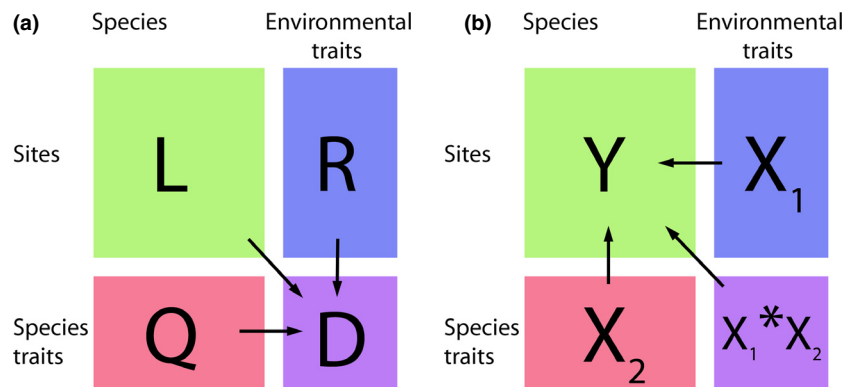 (a)
Species
Environmental
traits
Sites
L
R
Species
traits
Q
D
(b)
Species
Environmental
traits
Sites
Y
X1
Species
traits
X2
X1*X2